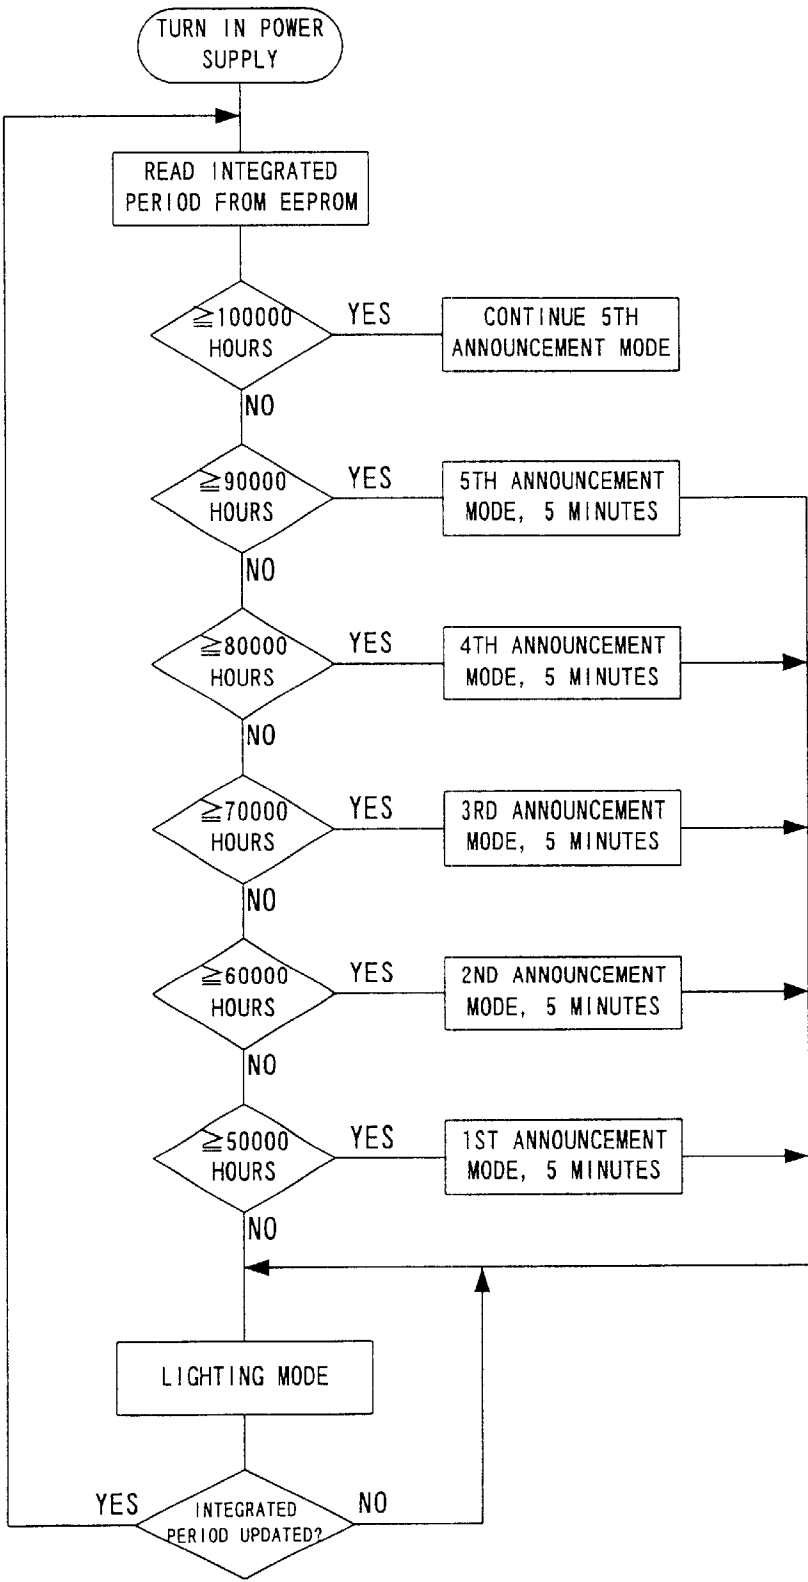 TURN IN POWER
SUPPLY
READ INTEGRATED
PERIOD FROM EEPROM
≧100000
HOURS
YES
CONTINUE 5TH
ANNOUNCEMENT MODE
NO
≧90000
HOURS
YES
5TH ANNOUNCEMENT
MODE, 5 MINUTES
NO
≧80000
HOURS
YES
4TH ANNOUNCEMENT
MODE, 5 MINUTES
NO
≧70000
HOURS
YES
3RD ANNOUNCEMENT
MODE, 5 MINUTES
NO
≧60000
HOURS
YES
2ND ANNOUNCEMENT
MODE, 5 MINUTES
NO
≧50000
HOURS
YES
1ST ANNOUNCEMENT
MODE, 5 MINUTES
NO
LIGHTING MODE
YES
INTEGRATED
PERIOD UPDATED?
NO